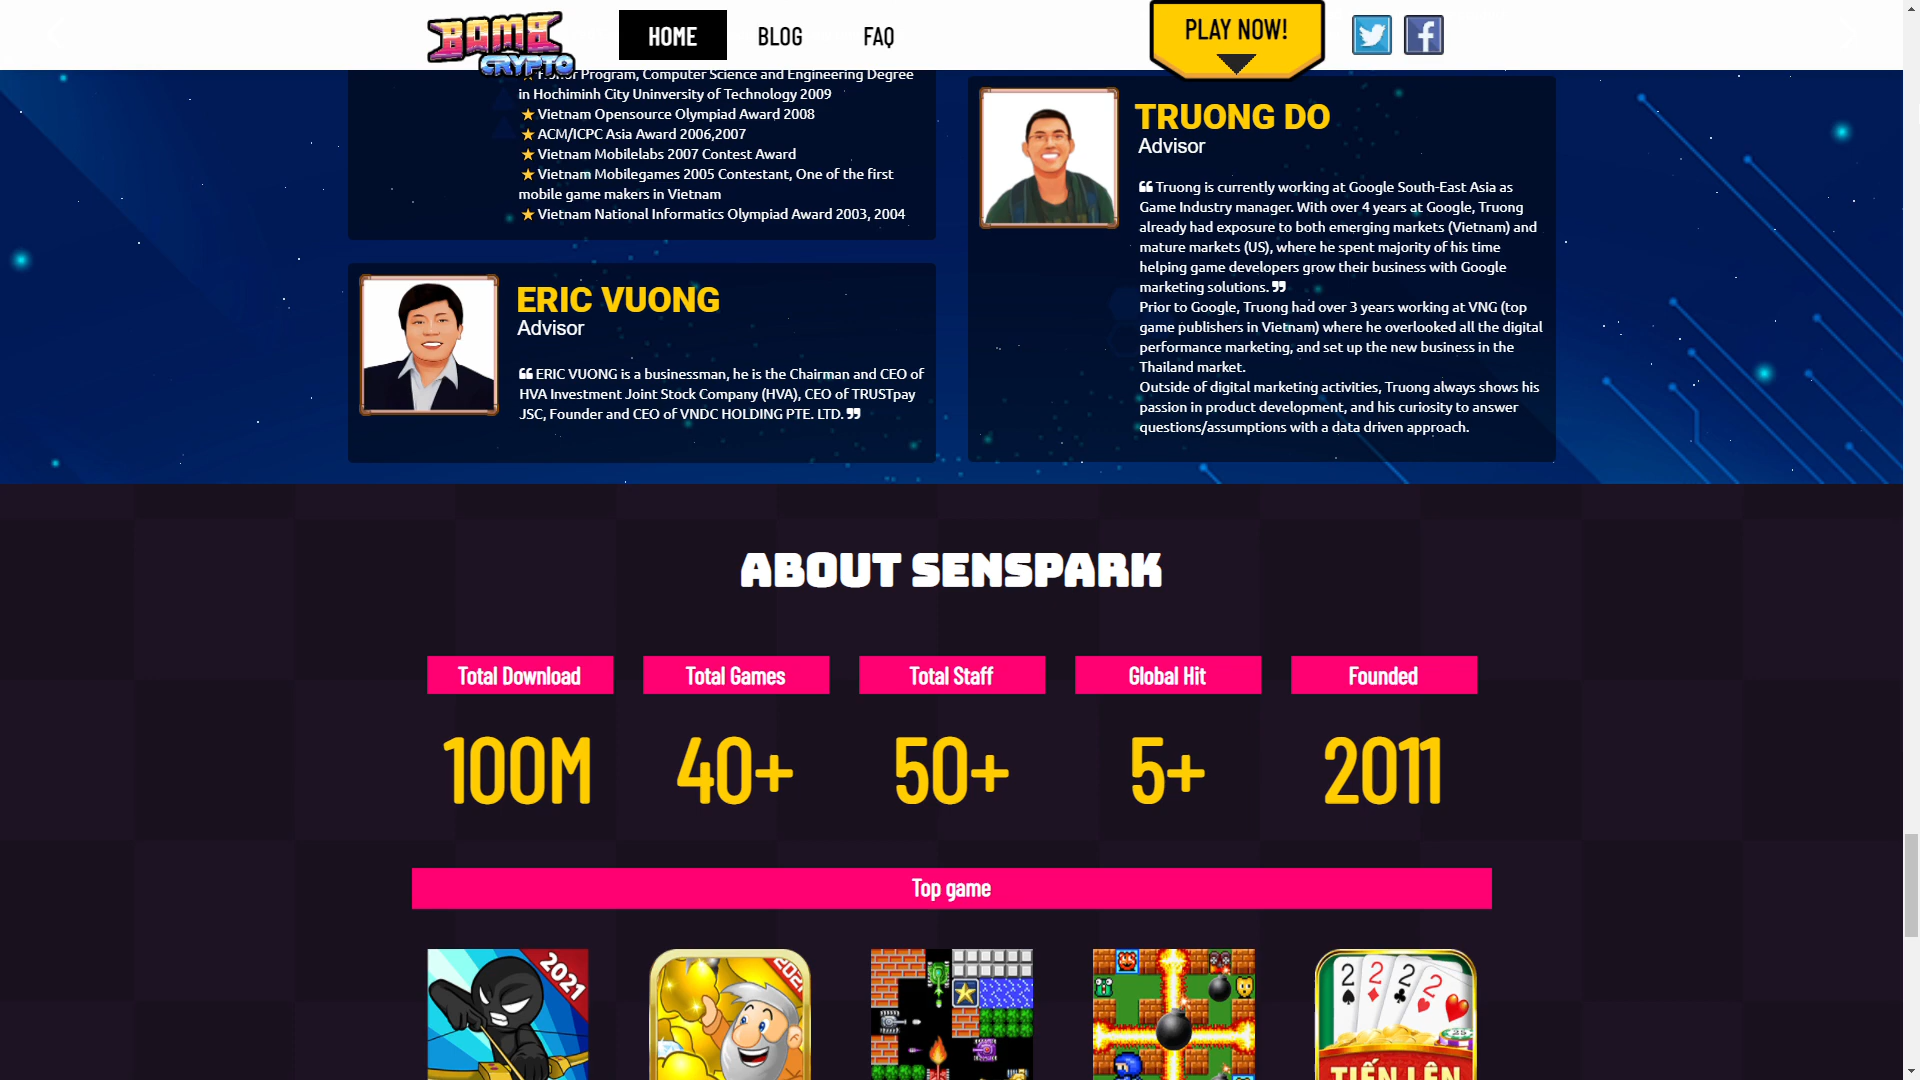 BOMB CRYPTO
HOME
BLOG
FAQ
PLAY NOW!
Honor Program, Computer Science and Engineering Degree
in Hochiminh City Uninversity of Technology 2009
Vietnam Opensource Olympiad Award 2008
ACM/ICPC Asia Award 2006,2007
Vietnam Mobilelabs 2007 Contest Award
Vietnam Mobilegames 2005 Contestant, One of the first
mobile game makers in Vietnam
Vietnam National Informatics Olympiad Award 2003, 2004
ERIC VUONG
Advisor
❝ ERIC VUONG is a businessman, he is the Chairman and CEO of
HVA Investment Joint Stock Company (HVA), CEO of TRUSTpay
JSC, Founder and CEO of VNDC HOLDING PTE. LTD. ❞
TRUONG DO
Advisor
❝ Truong is currently working at Google South-East Asia as
Game Industry manager. With over 4 years at Google, Truong
already had exposure to both emerging markets (Vietnam) and
mature markets (US), where he spent majority of his time
helping game developers grow their business with Google
marketing solutions. ❞
Prior to Google, Truong had over 3 years working at VNG (top
game publishers in Vietnam) where he overlooked all the digital
performance marketing, and set up the new business in the
Thailand market.
Outside of digital marketing activities, Truong always shows his
passion in product development, and his curiosity to answer
questions/assumptions with a data driven approach.
ABOUT SENSPARK
Total Download
Total Games
Total Staff
Global Hit
Founded
100M
40+
50+
5+
2011
Top game
2021
2021
2 2 2 2
TIẾN LÊN